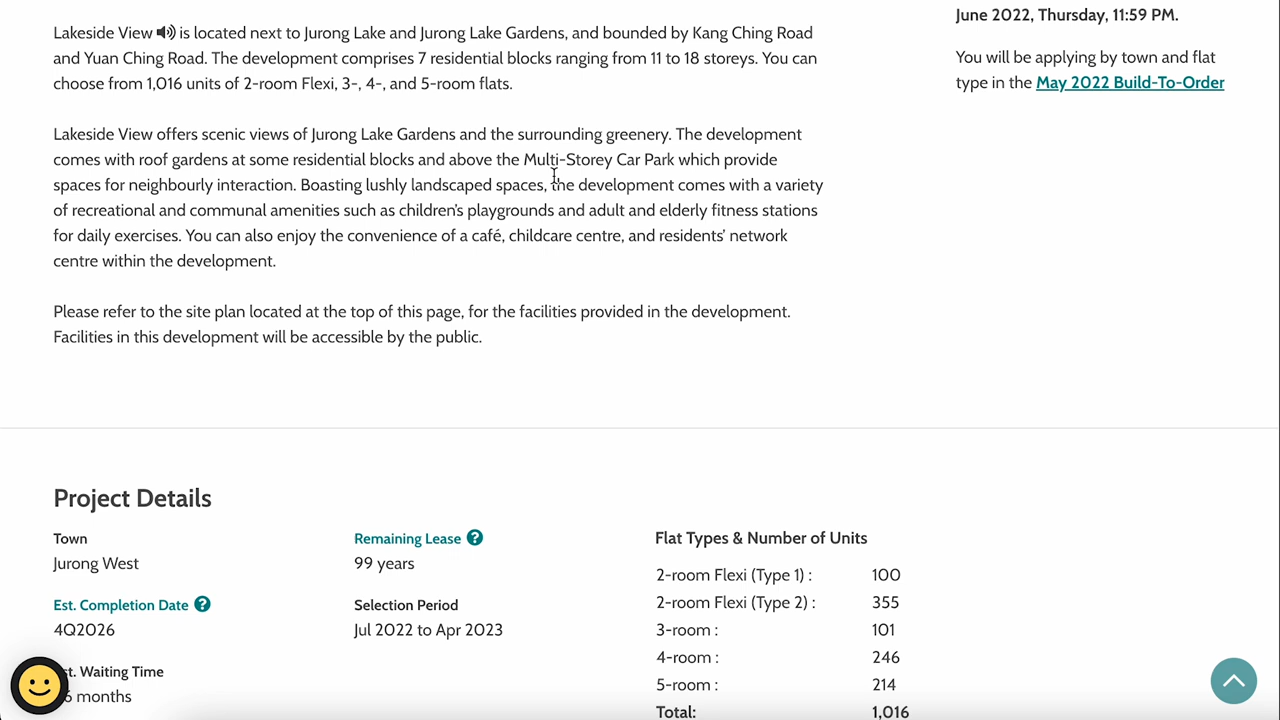 June 2022, Thursday, 11:59 PM.
You will be applying by town and flat
type in the May 2022 Build-To-Order
Lakeside View is located next to Jurong Lake and Jurong Lake Gardens, and bounded by Kang Ching Road
and Yuan Ching Road. The development comprises 7 residential blocks ranging from 11 to 18 storeys. You can
choose from 1,016 units of 2-room Flexi, 3-, 4-, and 5-room flats.
Lakeside View offers scenic views of Jurong Lake Gardens and the surrounding greenery. The development
comes with roof gardens at some residential blocks and above the Multi-Storey Car Park which provide
spaces for neighbourly interaction. Boasting lushly landscaped spaces, the development comes with a variety
of recreational and communal amenities such as children's playgrounds and adult and elderly fitness stations
for daily exercises. You can also enjoy the convenience of a café, childcare centre, and residents' network
centre within the development.
Please refer to the site plan located at the top of this page, for the facilities provided in the development.
Facilities in this development will be accessible by the public.
Project Details
Town
Jurong West
Est. Completion Date ?
4Q2026
Waiting Time
months
Remaining Lease ?
99 years
Selection Period
Jul 2022 to Apr 2023
Flat Types & Number of Units
2-room Flexi (Type 1) : 100
2-room Flexi (Type 2) : 355
3-room : 101
4-room : 246
5-room : 214
Total: 1,016